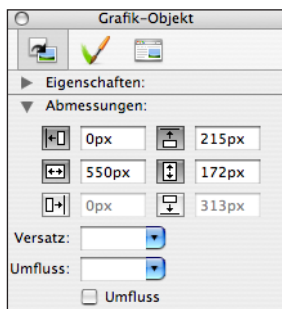 Grafik-Objekt
Eigenschaften:
Abmessungen:
0px 215px
550px 172px
0px 313px
Versatz:
Umfluss:
Umfluss